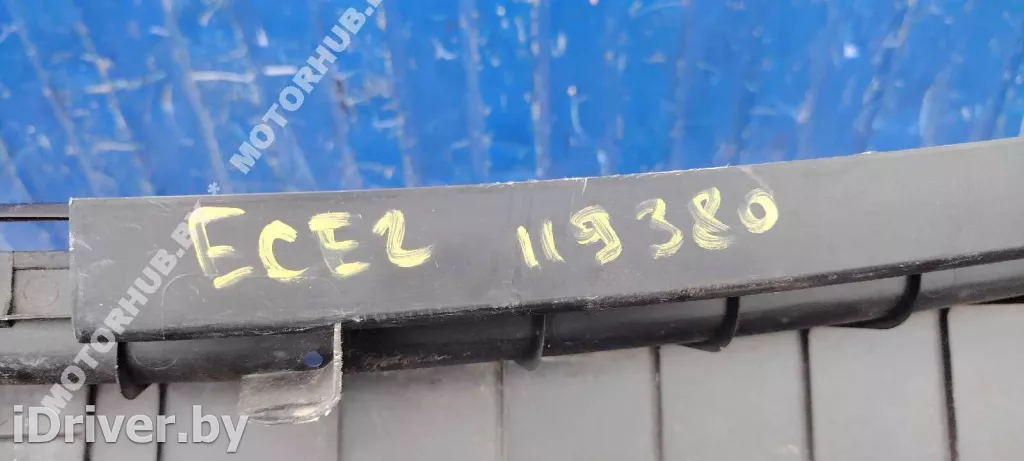 MOTORHUB.BY * MOTORHUB.BY
ECE2 119380
iDriver.by